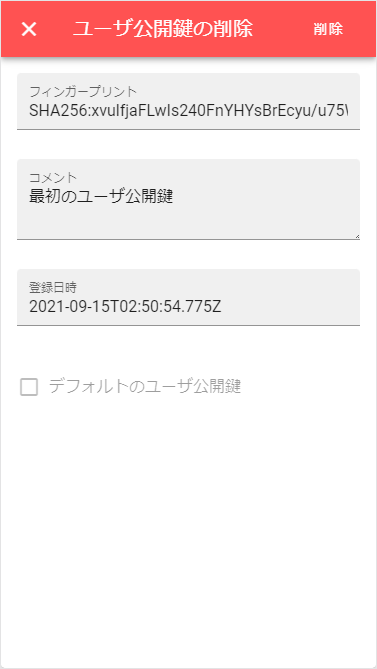 ユーザ公開鍵の削除 削除
フィンガープリント
SHA256:xvulfjaFLwIs240FnYHYsBrEcyu/u75
コメント
最初のユーザ公開鍵
登録日時
2021-09-15T02:50:54.775Z
デフォルトのユーザ公開鍵